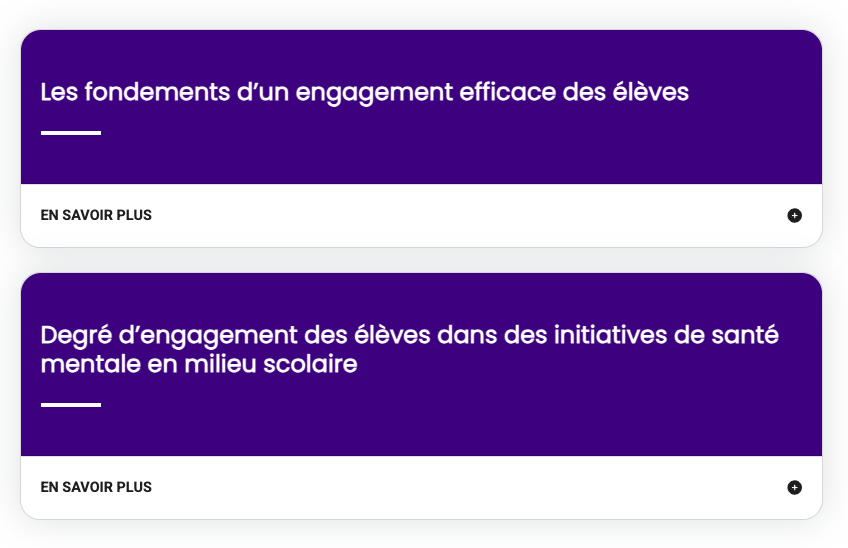 Les fondements d’un engagement efficace des élèves
EN SAVOIR PLUS
Degré d’engagement des élèves dans des initiatives de santé
mentale en milieu scolaire
EN SAVOIR PLUS